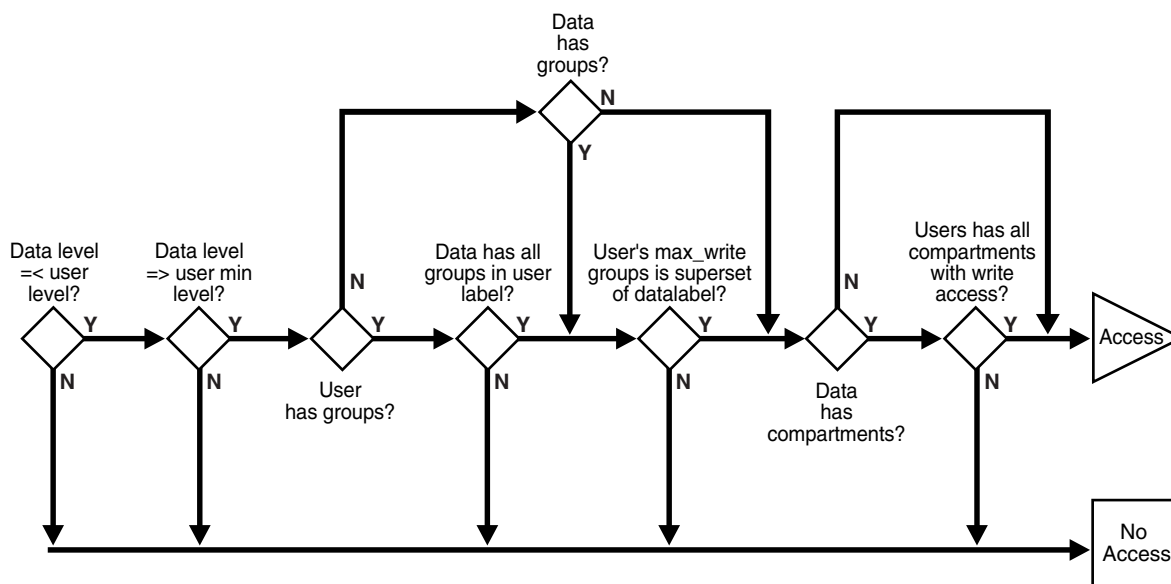 Data
has
groups?
N
Y
Data level
=< user
level?
Y
N
Data level
=> user min
level?
Y
N
N
Y
User
has groups?
Data has all
groups in user
label?
Y
N
User's max_write
groups is superset
of datalabel?
Y
N
N
Y
Data
has
compartments?
Users has all
compartments
with write
access?
Y
N
Access
No
Access